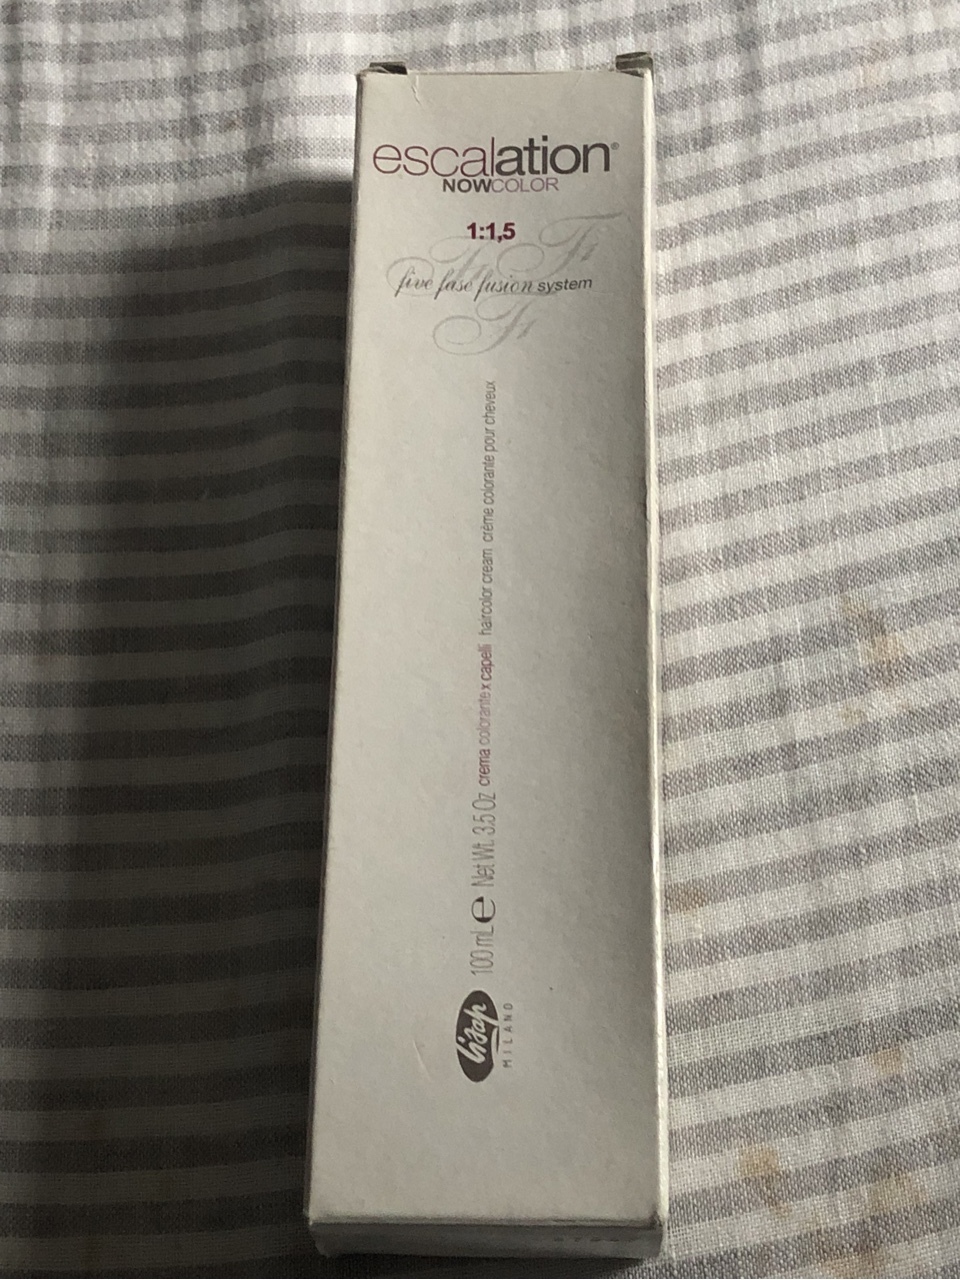 escalation®
NOWCOLOR
1:1,5
five fase fusion system
100 mL ℮ Net Wt. 3.5 Oz crema colorante x capelli haircolor cream crème colorante pour cheveux
lisap
MILANO